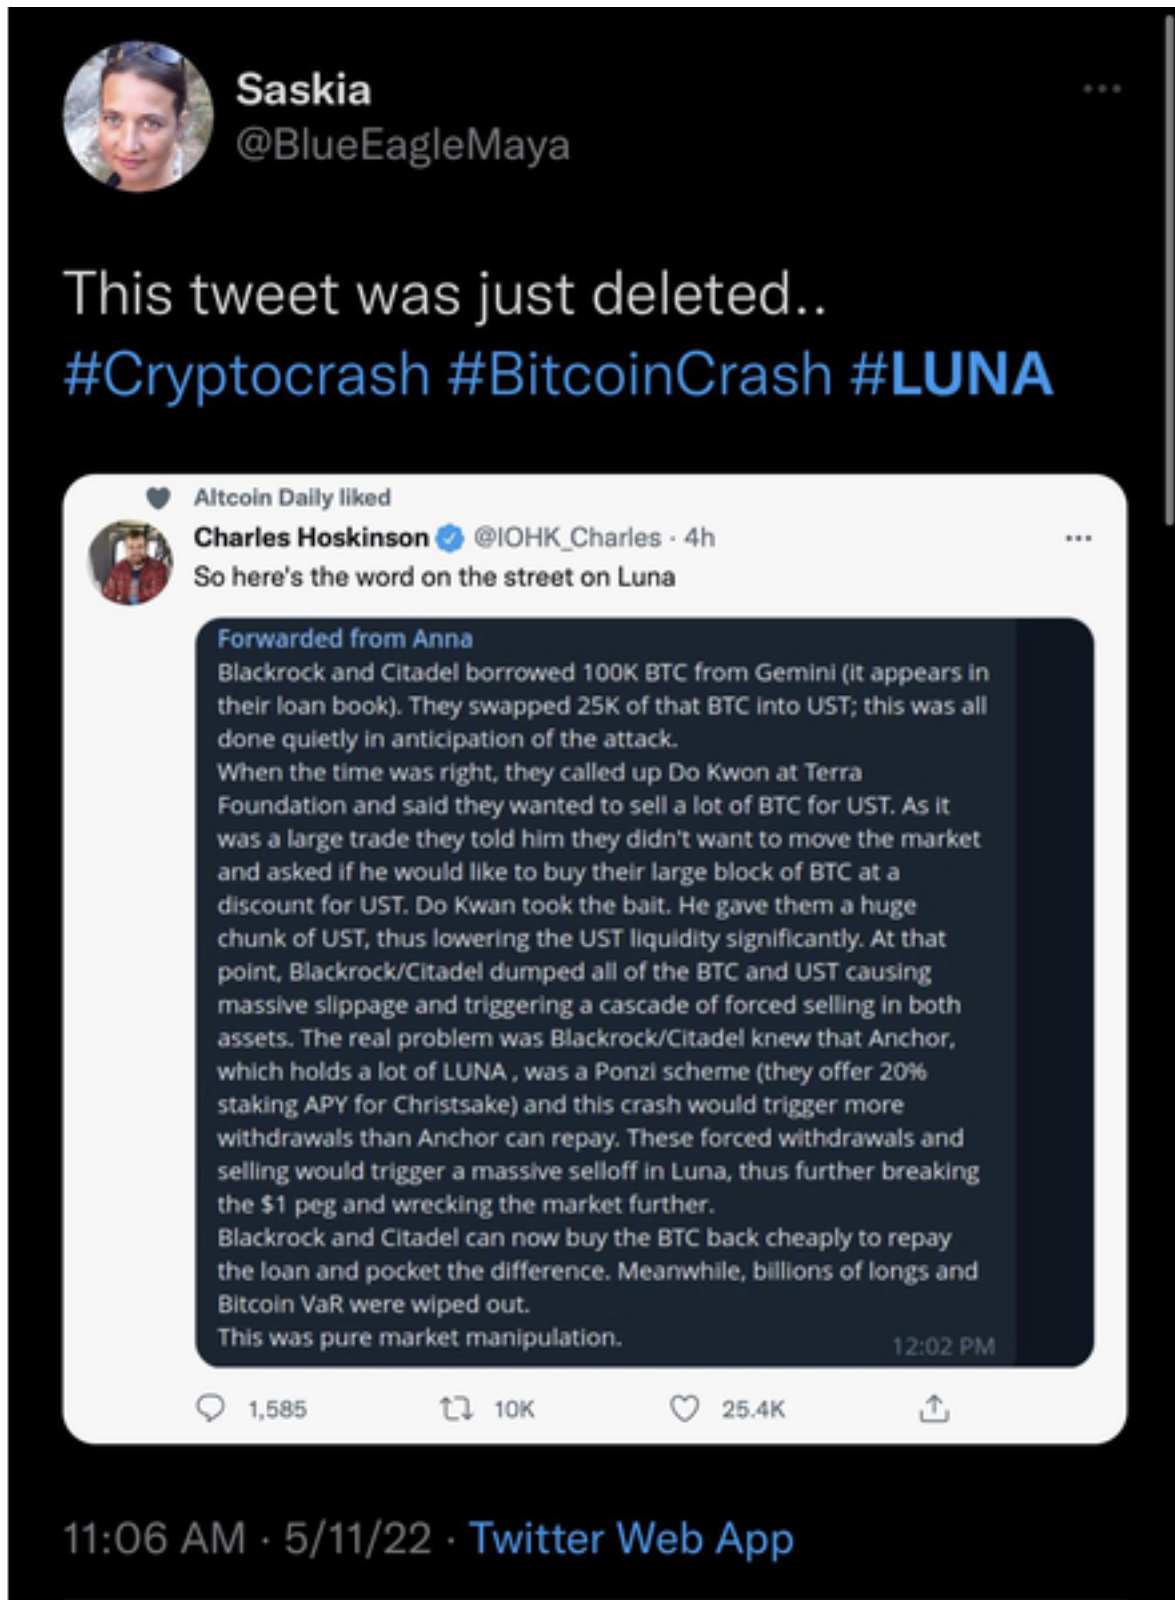 Saskia
@BlueEagleMaya
This tweet was just deleted..
#Cryptocrash #BitcoinCrash #LUNA
Altcoin Daily liked
Charles Hoskinson @IOHK_Charles · 4h
So here's the word on the street on Luna
Forwarded from Anna
Blackrock and Citadel borrowed 100K BTC from Gemini (it appears in
their loan book). They swapped 25K of that BTC into UST; this was all
done quietly in anticipation of the attack.
When the time was right, they called up Do Kwon at Terra
Foundation and said they wanted to sell a lot of BTC for UST. As it
was a large trade they told him they didn't want to move the market
and asked if he would like to buy their large block of BTC at a
discount for UST. Do Kwan took the bait. He gave them a huge
chunk of UST, thus lowering the UST liquidity significantly. At that
point, Blackrock/Citadel dumped all of the BTC and UST causing
massive slippage and triggering a cascade of forced selling in both
assets. The real problem was Blackrock/Citadel knew that Anchor,
which holds a lot of LUNA , was a Ponzi scheme (they offer 20%
staking APY for Christsake) and this crash would trigger more
withdrawals than Anchor can repay. These forced withdrawals and
selling would trigger a massive selloff in Luna, thus further breaking
the $1 peg and wrecking the market further.
Blackrock and Citadel can now buy the BTC back cheaply to repay
the loan and pocket the difference. Meanwhile, billions of longs and
Bitcoin VaR were wiped out.
This was pure market manipulation.
12:02 PM
1,585 10K 25.4K
11:06 AM · 5/11/22 · Twitter Web App